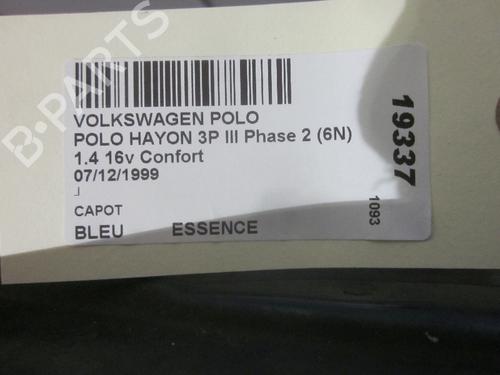 VOLKSWAGEN POLO
POLO HAYON 3P III Phase 2 (6N)
1.4 16v Confort
07/12/1999
CAPOT
BLEU ESSENCE
19337
1093
B-PARTS